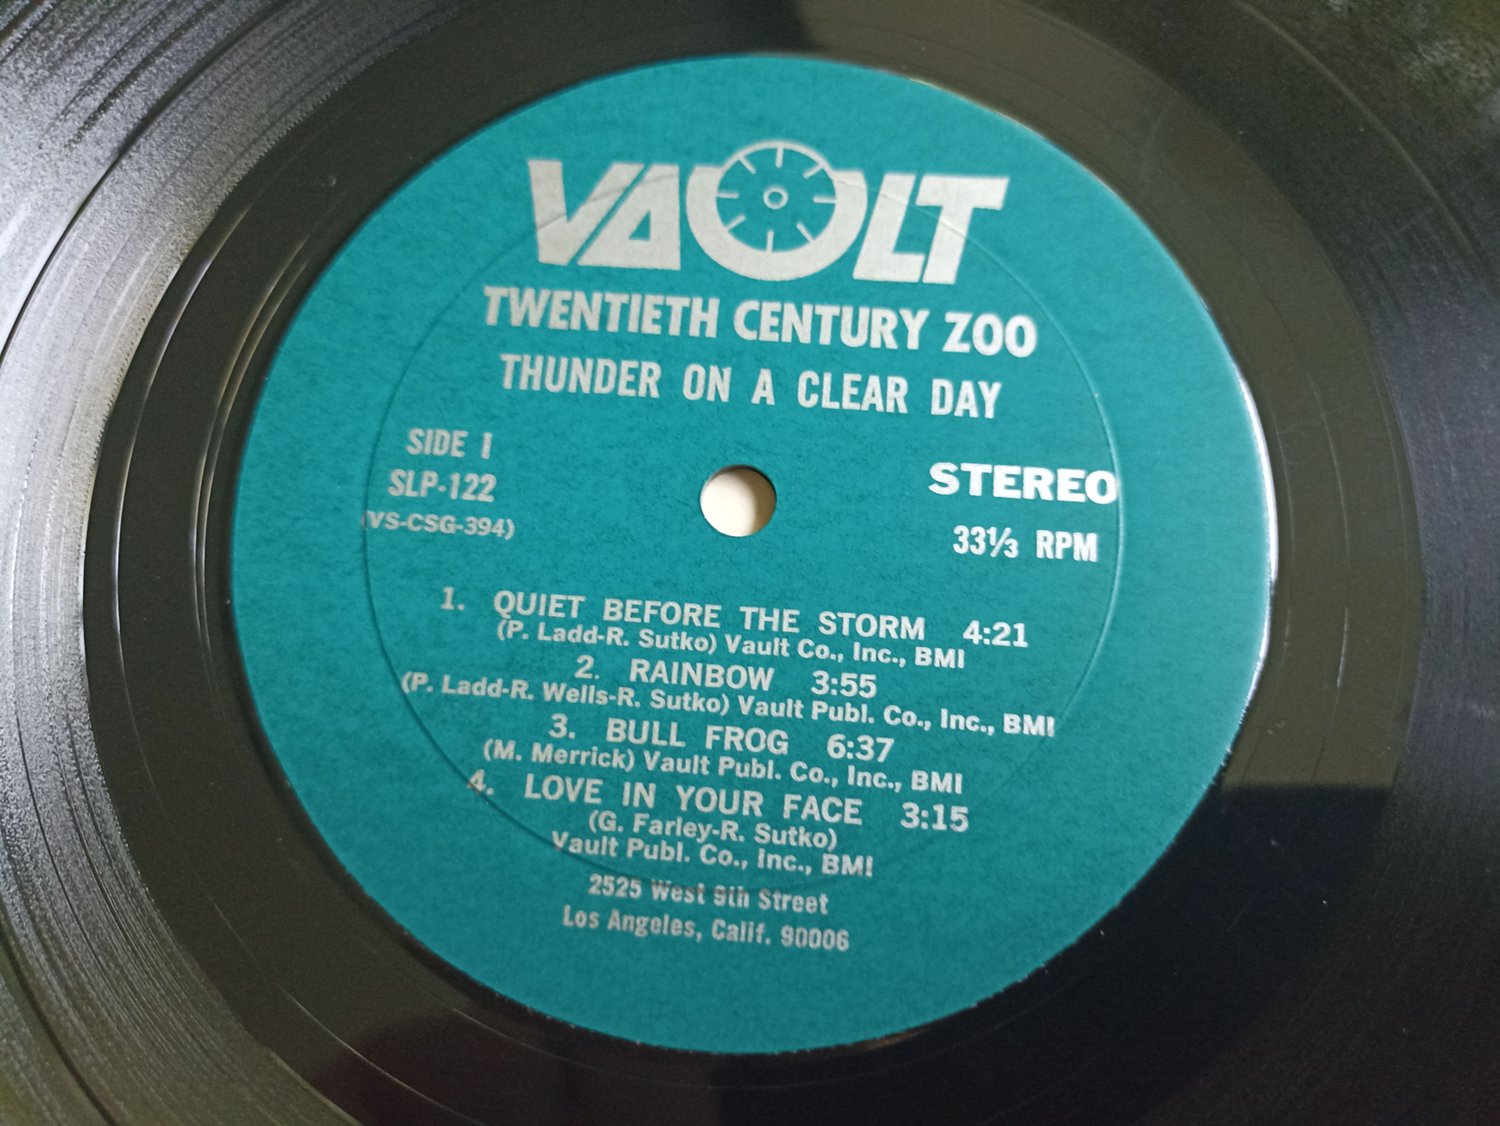 VAULT
TWENTIETH CENTURY ZOO
THUNDER ON A CLEAR DAY
SIDE 1
SLP-122
(VS-CSG-394)
STEREO
33⅓ RPM
1. QUIET BEFORE THE STORM 4:21
(P. Ladd-R. Sutko) Vault Co., Inc., BMI
2. RAINBOW 3:55
(P. Ladd-R. Wells-R. Sutko) Vault Publ. Co., Inc., BMI
3. BULL FROG 6:37
(M. Merrick) Vault Publ. Co., Inc., BMI
4. LOVE IN YOUR FACE 3:15
(G. Farley-R. Sutko)
Vault Publ. Co., Inc., BMI
2525 West 9th Street
Los Angeles, Calif. 90006